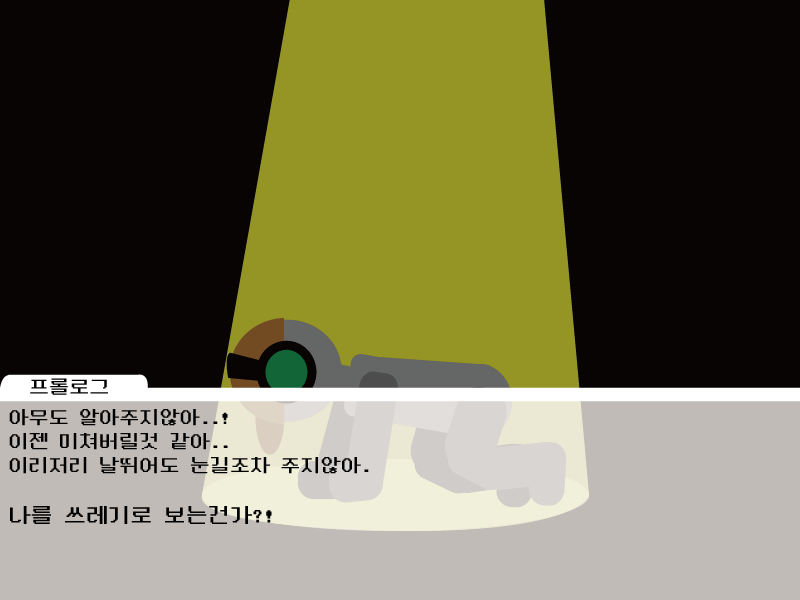 프롤로그
아무도 알아주지않아..!
이젠 미쳐버릴것 같아..
이리저리 날뛰어도 눈길조차 주지않아.
나를 쓰레기로 보는건가?!